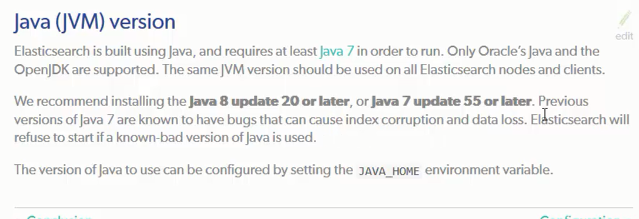 Java (JVM) version
edit
Elasticsearch is built using Java, and requires at least Java 7 in order to run. Only Oracle's Java and the
OpenJDK are supported. The same JVM version should be used on all Elasticsearch nodes and clients.
We recommend installing the Java 8 update 20 or later, or Java 7 update 55 or later. Previous
versions of Java 7 are known to have bugs that can cause index corruption and data loss. Elasticsearch will
refuse to start if a known-bad version of Java is used.
The version of Java to use can be configured by setting the JAVA_HOME environment variable.